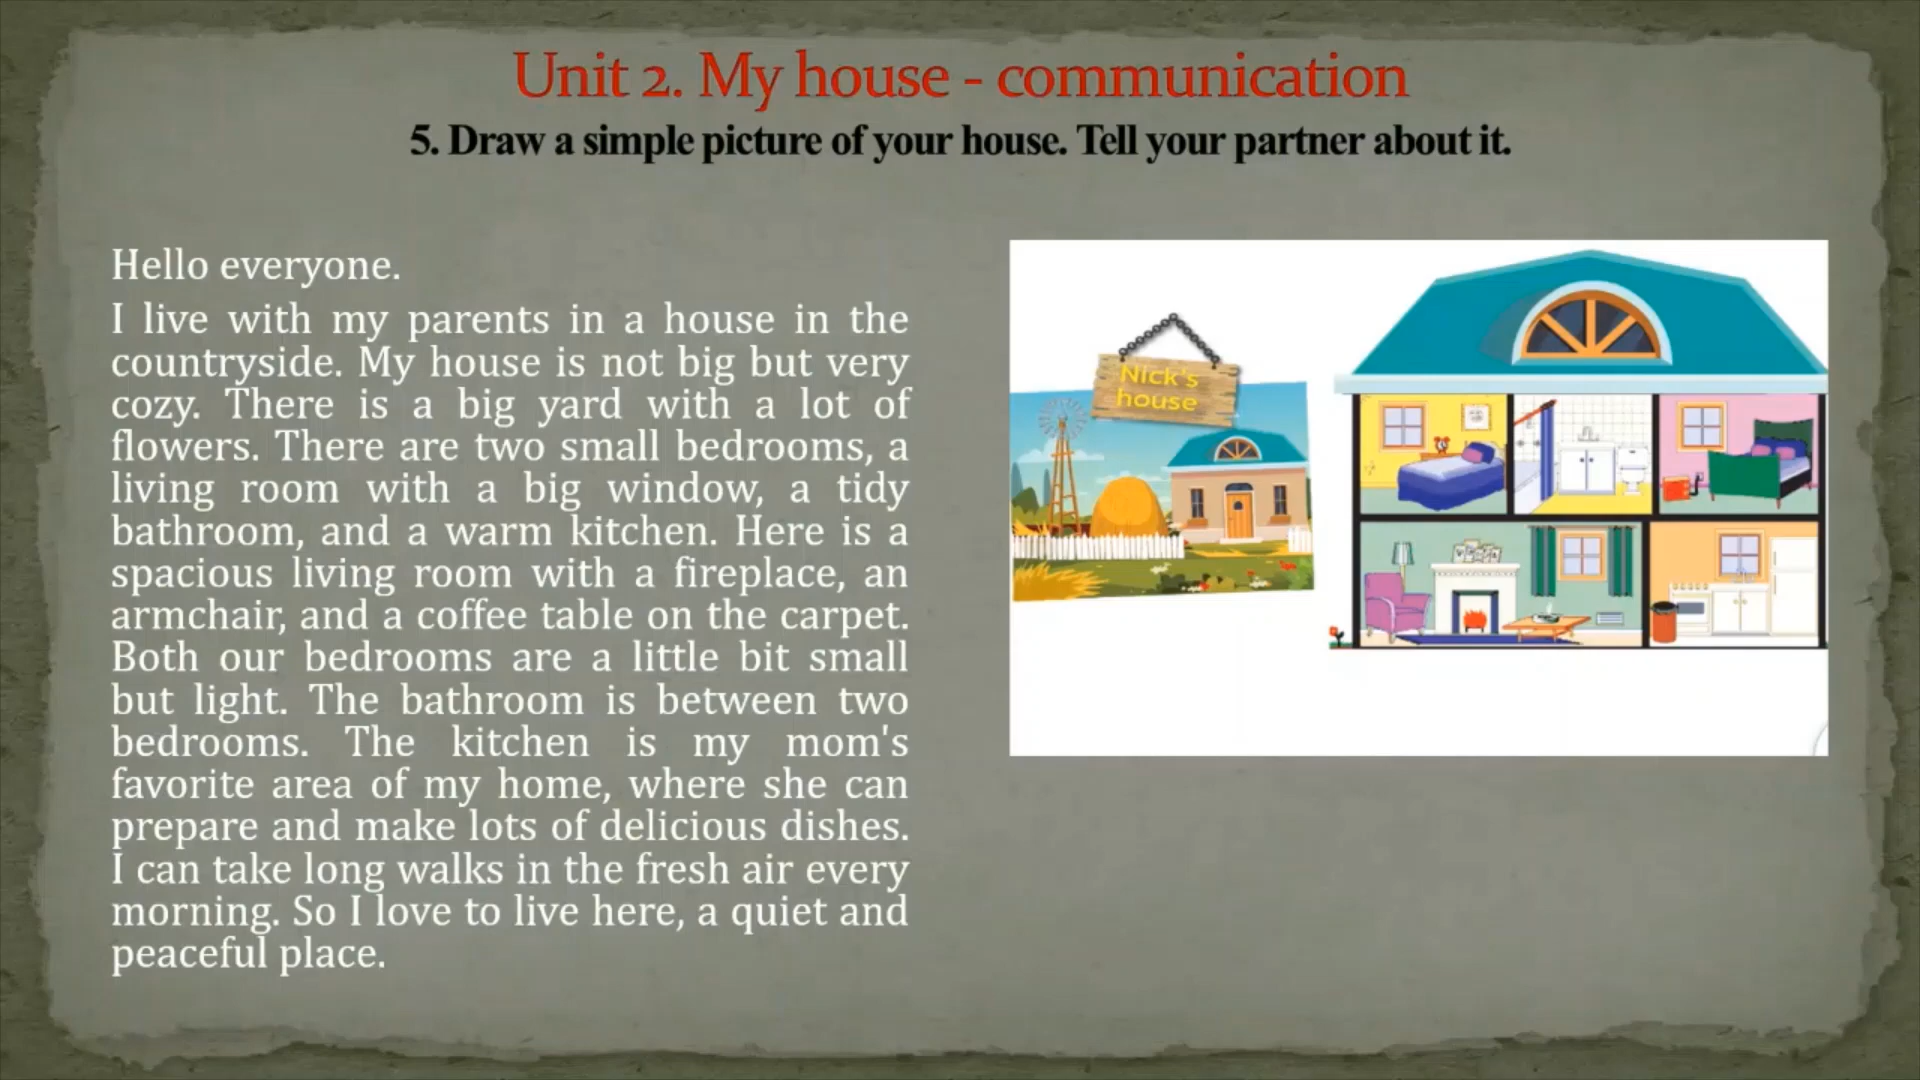 Unit 2. My house - communication
5. Draw a simple picture of your house. Tell your partner about it.
Hello everyone.
I live with my parents in a house in the
countryside. My house is not big but very
cozy. There is a big yard with a lot of
flowers. There are two small bedrooms, a
living room with a big window, a tidy
bathroom, and a warm kitchen. Here is a
spacious living room with a fireplace, an
armchair, and a coffee table on the carpet.
Both our bedrooms are a little bit small
but light. The bathroom is between two
bedrooms. The kitchen is my mom's
favorite area of my home, where she can
prepare and make lots of delicious dishes.
I can take long walks in the fresh air every
morning. So I love to live here, a quiet and
peaceful place.
Nick's
house